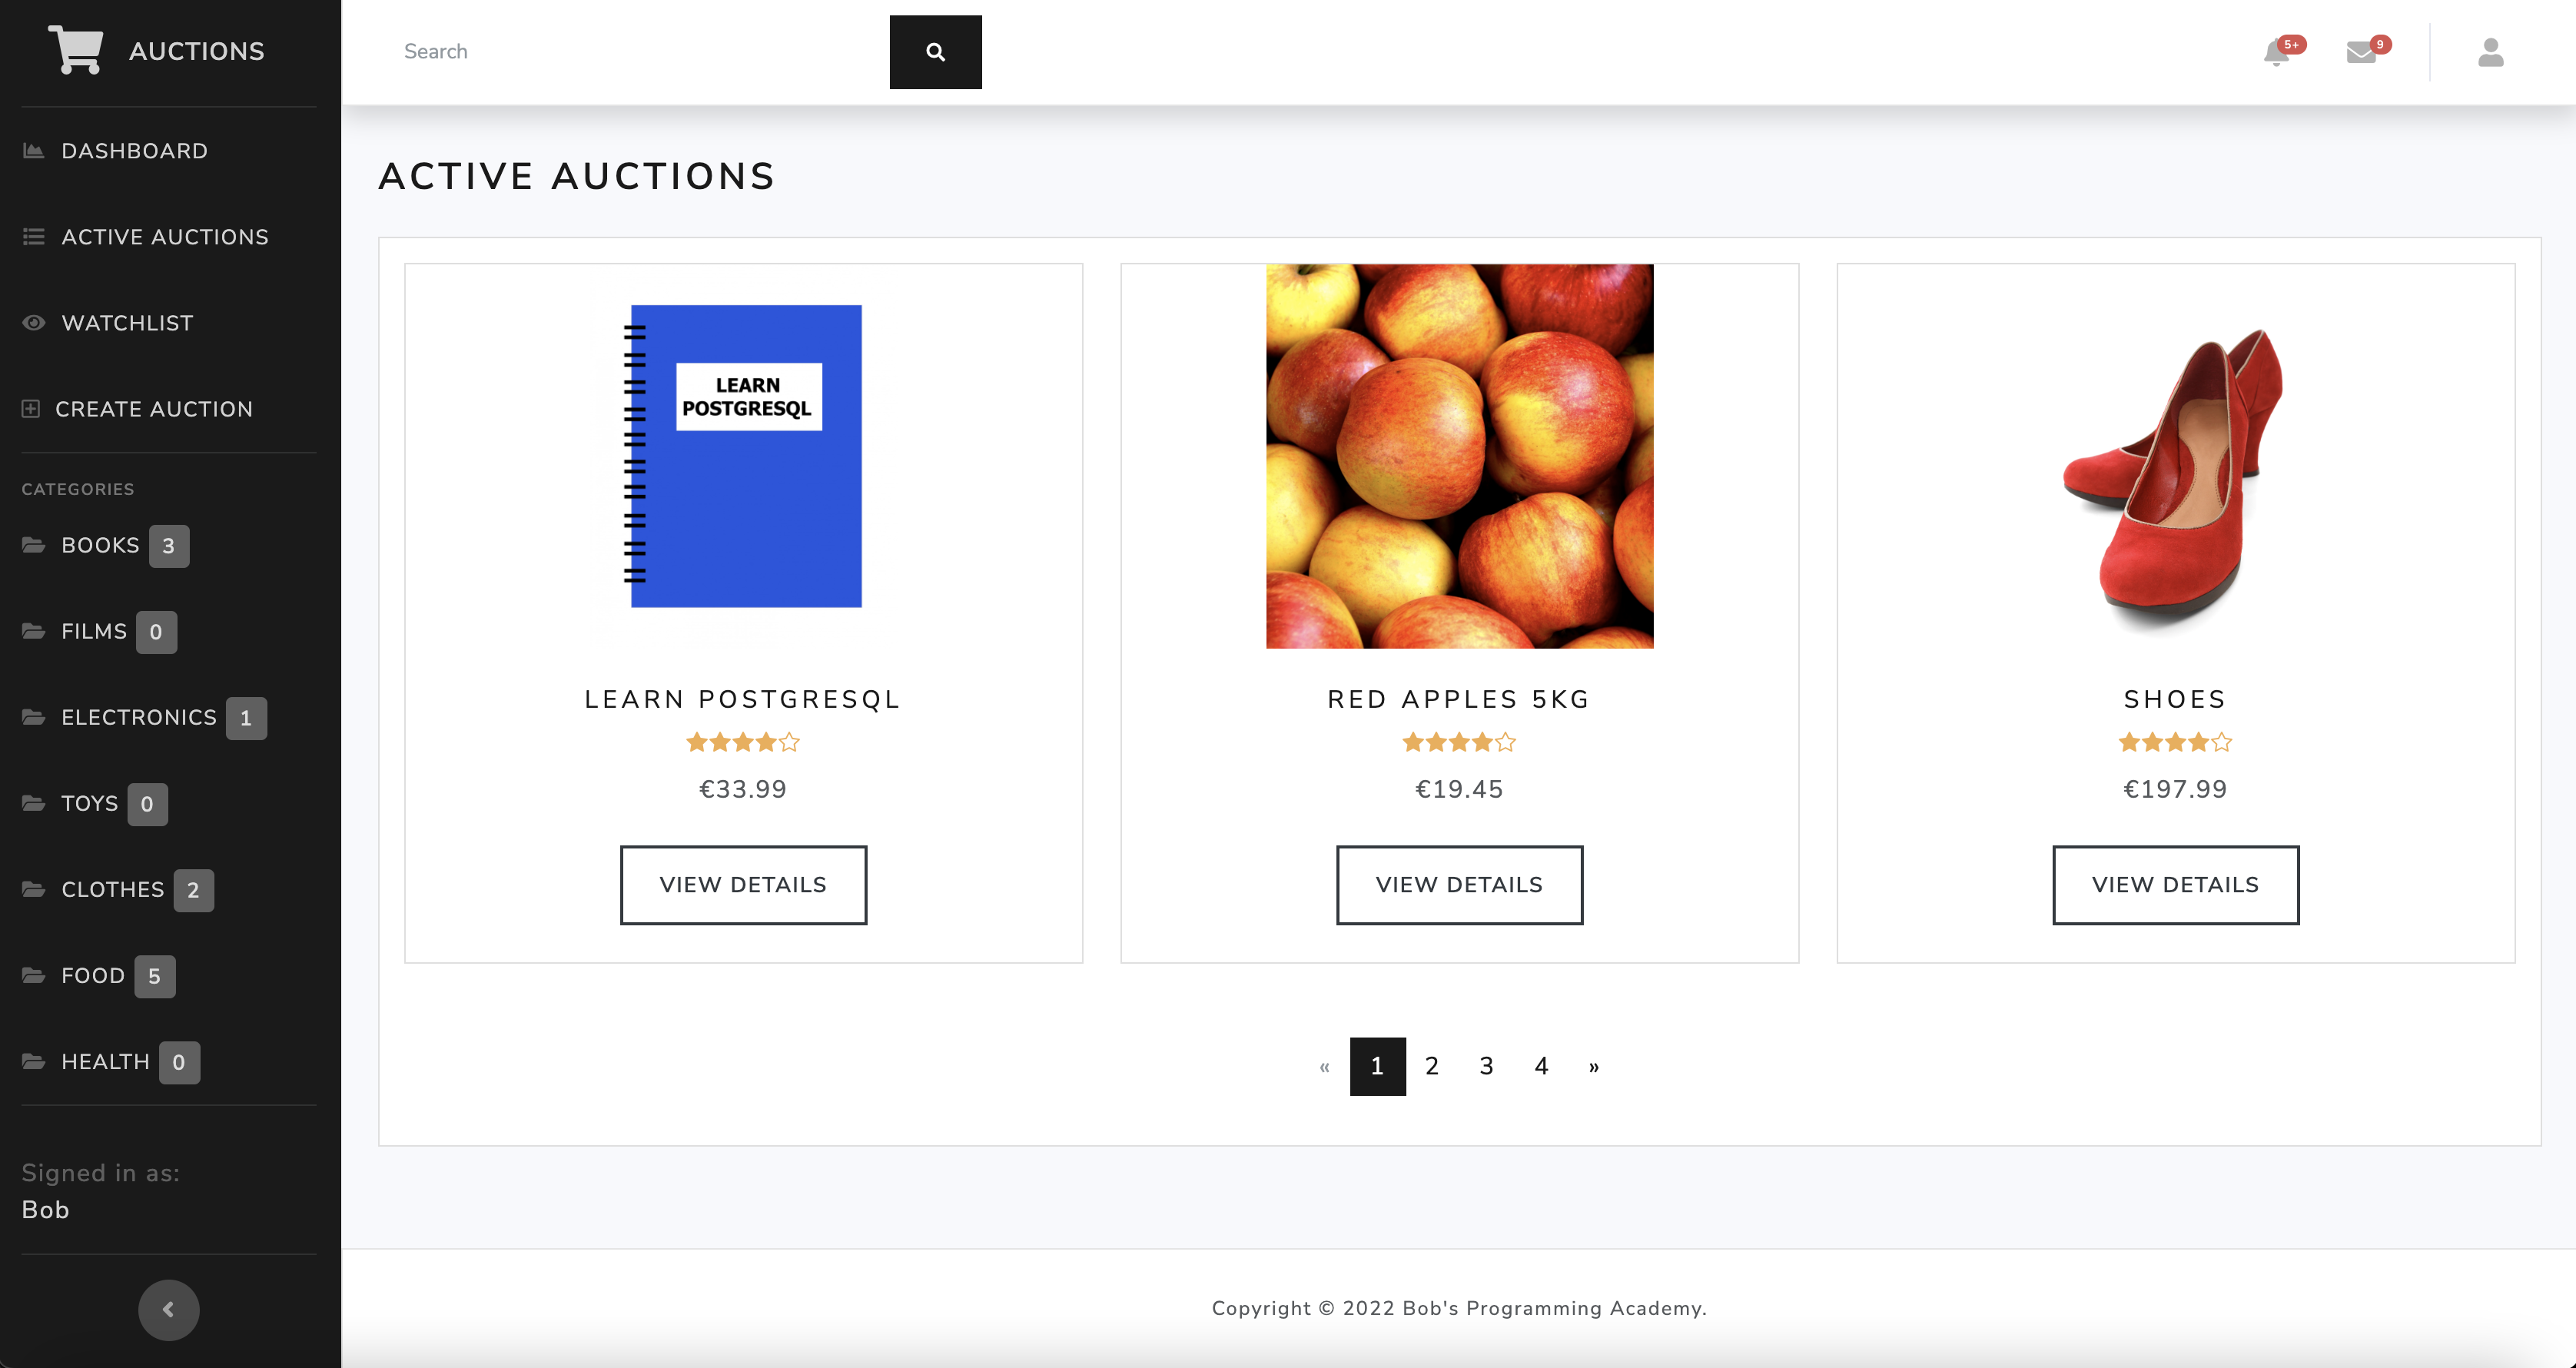 AUCTIONS
DASHBOARD
ACTIVE AUCTIONS
WATCHLIST
CREATE AUCTION
CATEGORIES
BOOKS 3
FILMS 0
ELECTRONICS 1
TOYS 0
CLOTHES 2
FOOD 5
HEALTH 0
Signed in as:
Bob
Search
5+
9
ACTIVE AUCTIONS
LEARN
POSTGRESQL
LEARN POSTGRESQL
€33.99
VIEW DETAILS
RED APPLES 5KG
€19.45
VIEW DETAILS
SHOES
€197.99
VIEW DETAILS
« 1 2 3 4 »
Copyright © 2022 Bob's Programming Academy.